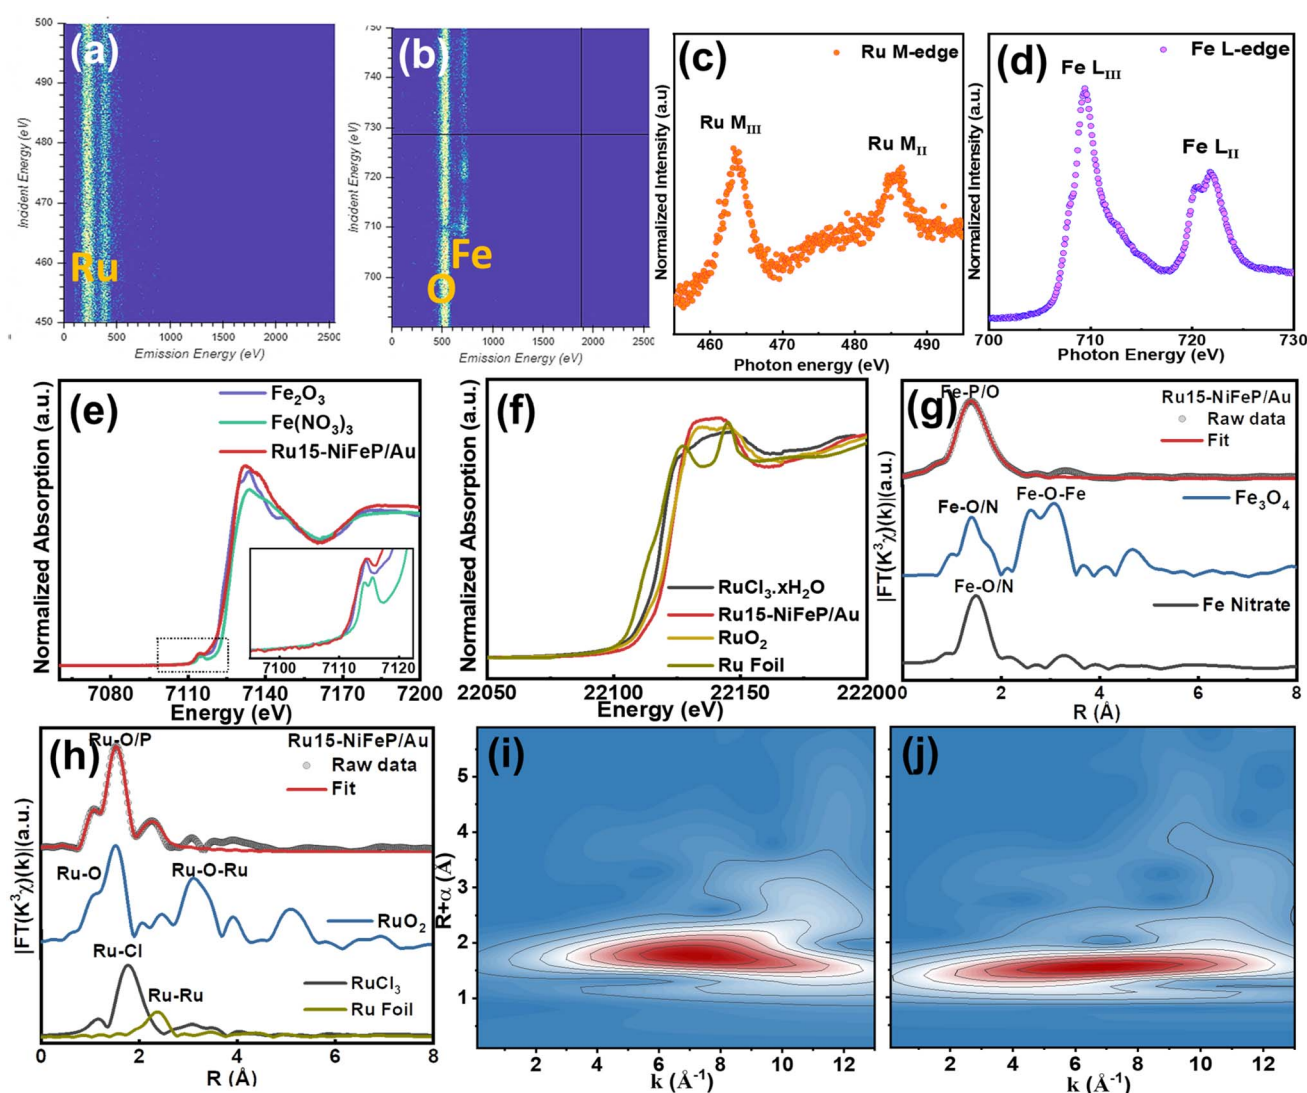 (a)
Ru
Incident Energy (eV)
500
490
480
470
460
450
0
500
1000
1500
2000
2500
Emission Energy (eV)
(b)
Fe
O
Incident Energy (eV)
750
740
730
720
710
700
0
500
1000
1500
2000
2500
Emission Energy (eV)
(c)
Ru M-edge
Ru MIII
Ru MII
Normalized Intensity (a.u)
460
470
480
490
Photon energy (eV)
(d)
Fe L-edge
Fe LIII
Fe LII
Normalized Intensity (a.u)
700
710
720
730
Photon Energy (eV)
(e)
Fe2O3
Fe(NO3)3
Ru15-NiFeP/Au
Normalized Absorption (a.u.)
7100
7110
7120
7080
7110
7140
7170
7200
Energy (eV)
(f)
RuCl3.xH2O
Ru15-NiFeP/Au
RuO2
Ru Foil
Normalized Absorption (a.u.)
22050
22100
22150
22200
Energy (eV)
(g)
Fe-P/O
Ru15-NiFeP/Au
Raw data
Fit
Fe-O/N
Fe-O-Fe
Fe3O4
Fe-O/N
Fe Nitrate
|FT(K3χ)(k)|(a.u.)
0
2
4
6
8
R (Å)
(h)
Ru-O/P
Ru15-NiFeP/Au
Raw data
Fit
Ru-O
Ru-O-Ru
RuO2
Ru-Cl
Ru-Ru
RuCl3
Ru Foil
|FT(K3χ)(k)|(a.u.)
0
2
4
6
8
R (Å)
(i)
R+α (Å)
5
4
3
2
1
2
4
6
8
10
12
k (Å-1)
(j)
2
4
6
8
10
12
k (Å-1)